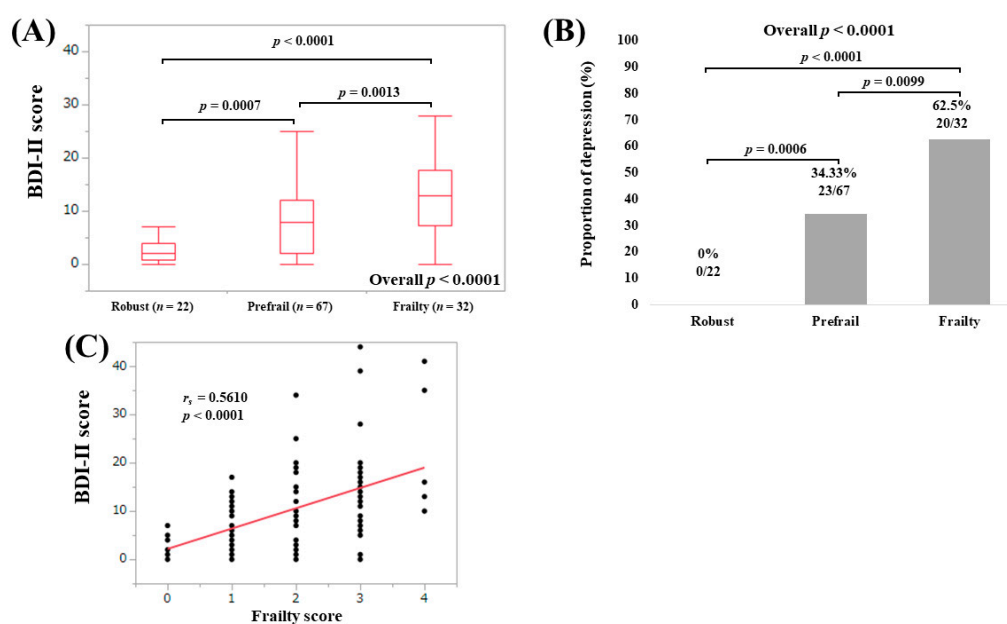 (A)
BDI-II score
40
30
20
10
0
p < 0.0001
p = 0.0007
p = 0.0013
Overall p < 0.0001
Robust (n = 22)
Prefrail (n = 67)
Frailty (n = 32)
(B)
Overall p < 0.0001
Proportion of depression (%)
100
90
80
70
60
50
40
30
20
10
0
p < 0.0001
p = 0.0099
62.5%
20/32
p = 0.0006
34.33%
23/67
0%
0/22
Robust
Prefrail
Frailty
(C)
BDI-II score
40
30
20
10
0
rs = 0.5610
p < 0.0001
0
1
2
3
4
Frailty score